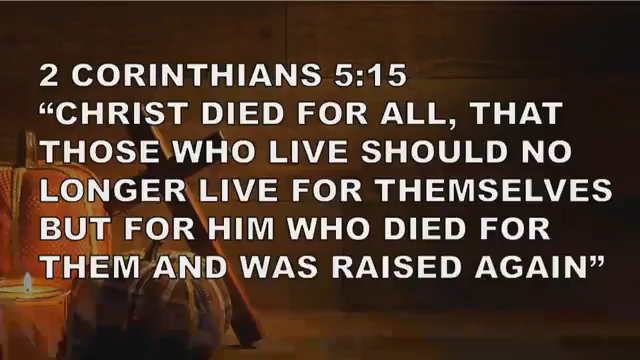 2 CORINTHIANS 5:15
“CHRIST DIED FOR ALL, THAT
THOSE WHO LIVE SHOULD NO
LONGER LIVE FOR THEMSELVES
BUT FOR HIM WHO DIED FOR
THEM AND WAS RAISED AGAIN”